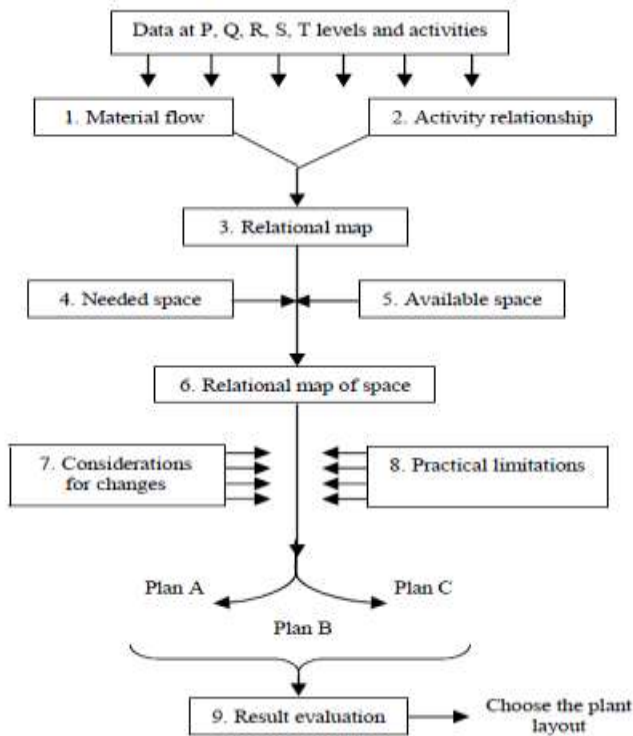 Data at P, Q, R, S, T levels and activities
1. Material flow
2. Activity relationship
3. Relational map
4. Needed space
5. Available space
6. Relational map of space
7. Considerations
for changes
8. Practical limitations
Plan A
Plan C
Plan B
9. Result evaluation
Choose the plant
layout